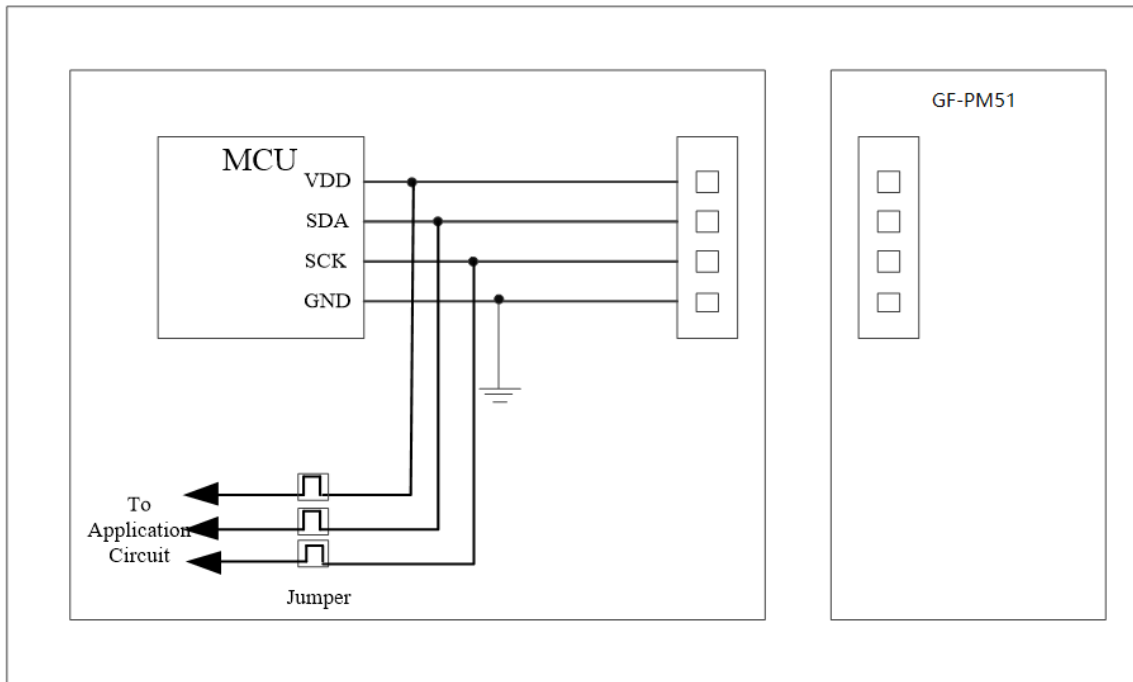 GF-PM51
MCU
VDD
SDA
SCK
GND
To
Application
Circuit
Jumper